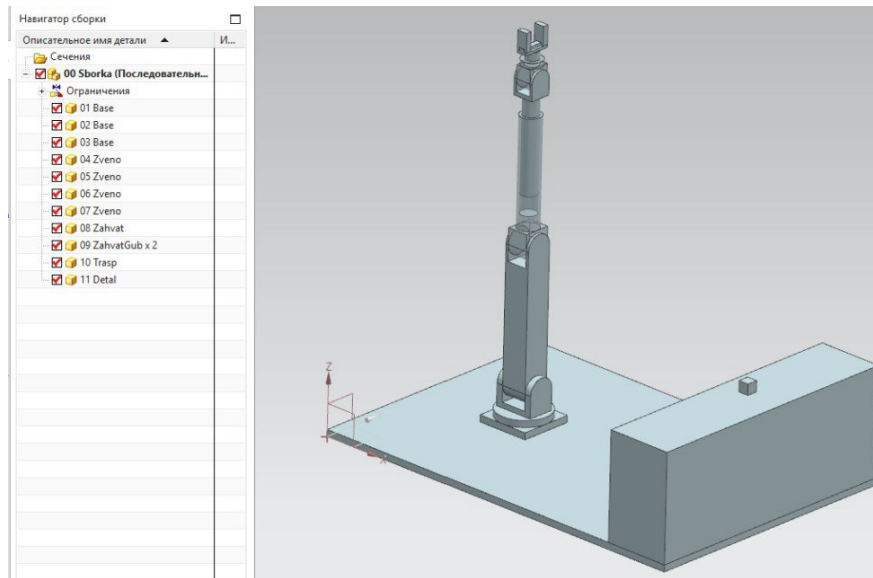 Навигатор сборки
Описательное имя детали И...
Сечения
00 Sborka (Последовательн...
Ограничения
01 Base
02 Base
03 Base
04 Zveno
05 Zveno
06 Zveno
07 Zveno
08 Zahvat
09 ZahvatGub x 2
10 Trasp
11 Detal
Z
X